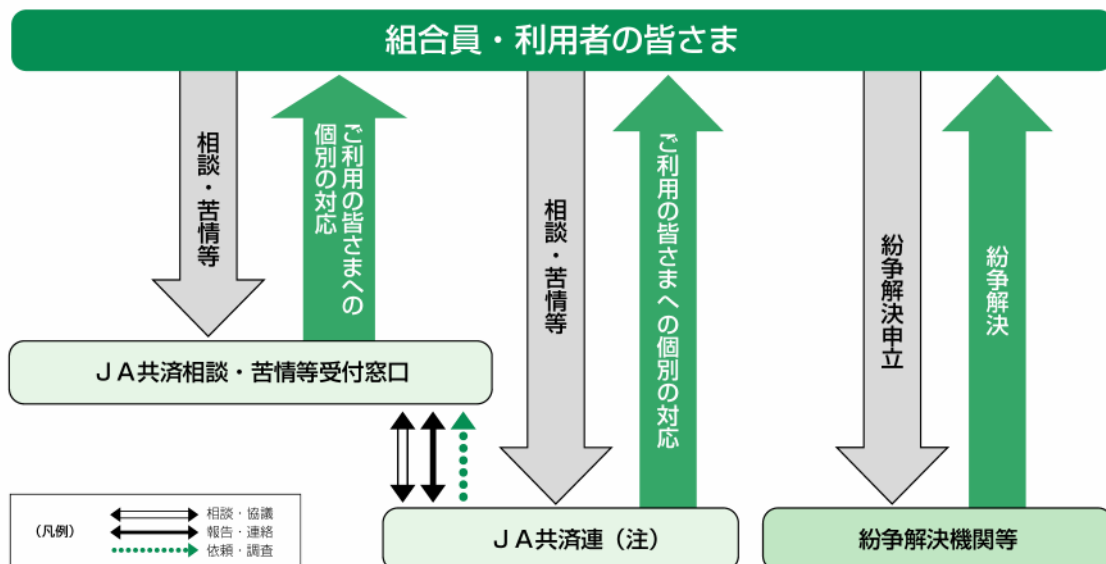 組合員・利用者の皆さま
相談・苦情等
ご利用の皆さまへの
個別の対応
相談・苦情等
ご利用の皆さまへの個別の対応
紛争解決申立
紛争解決
ＪＡ共済相談・苦情等受付窓口
（凡例）
相談・協議
報告・連絡
依頼・調査
ＪＡ共済連（注）
紛争解決機関等